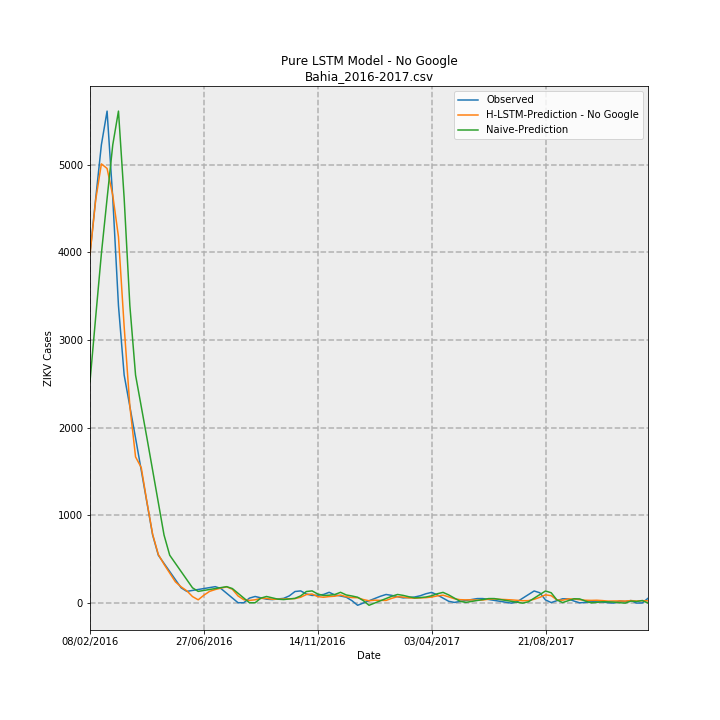 Pure LSTM Model - No Google
Bahia_2016-2017.csv
Observed
H-LSTM-Prediction - No Google
Naive-Prediction
5000
4000
3000
2000
1000
0
ZIKV Cases
08/02/2016
27/06/2016
14/11/2016
03/04/2017
21/08/2017
Date